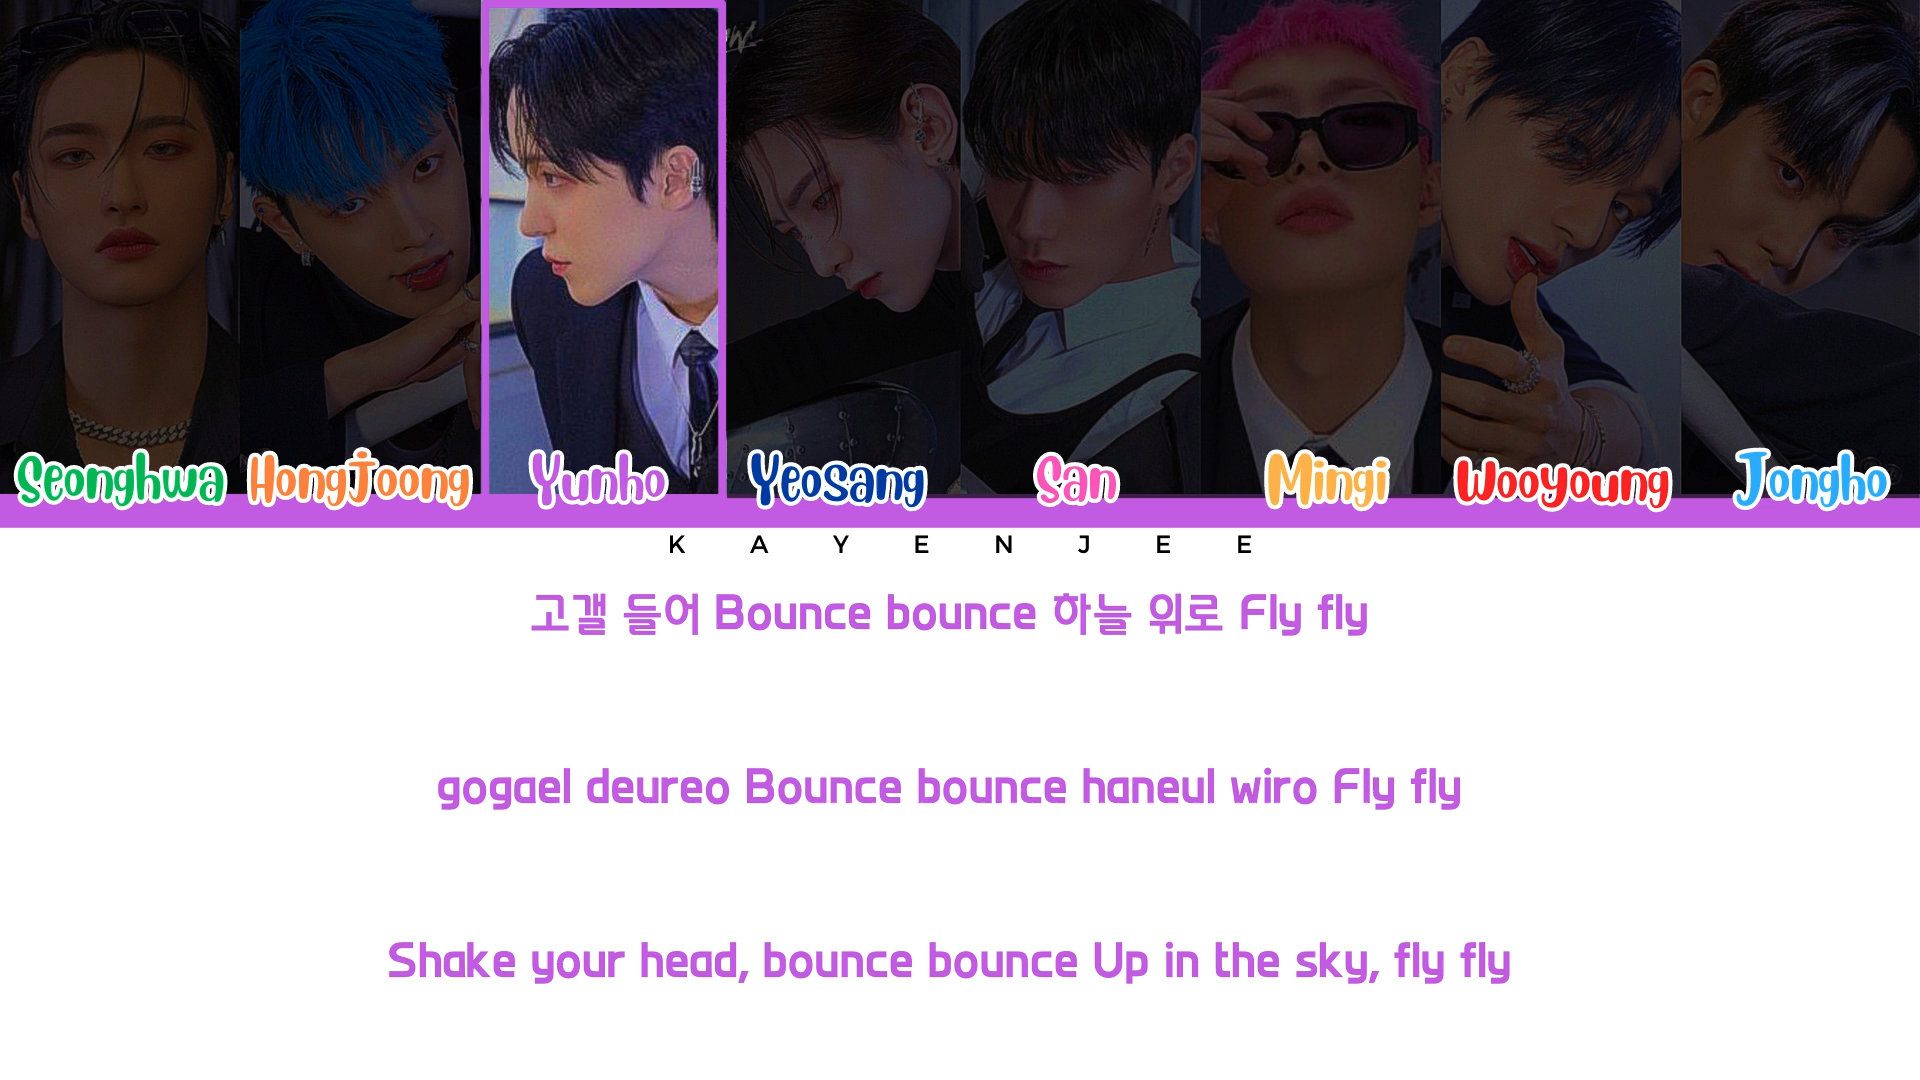 Seonghwa HongJoong Yunho YeoSang San Mingi Wooyoung Jongho
K A Y E N J E E
고갤 들어 Bounce bounce 하늘 위로 Fly fly
gogael deureo Bounce bounce haneul wiro Fly fly
Shake your head, bounce bounce Up in the sky, fly fly